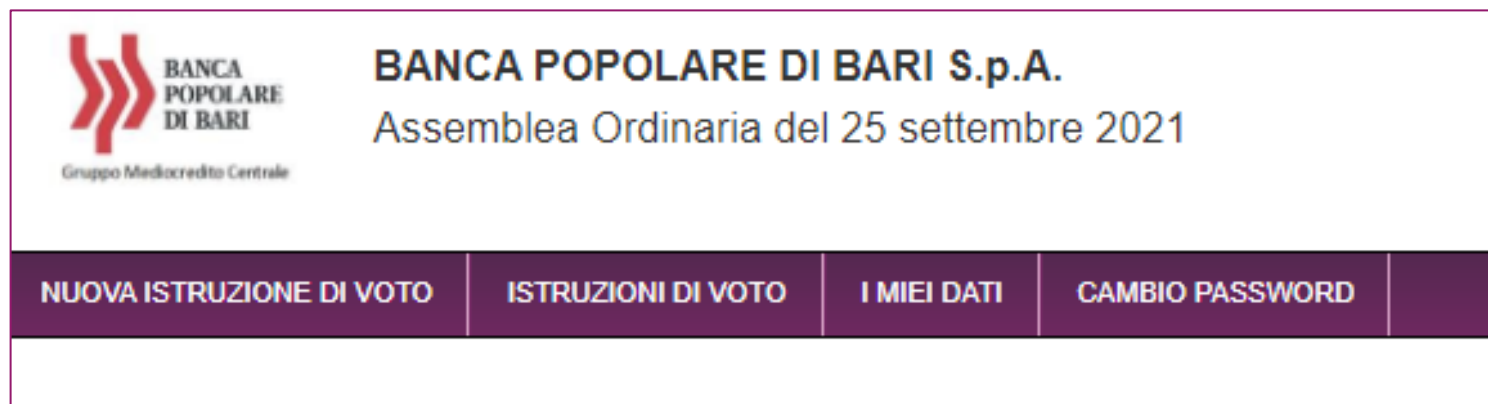 BANCA
POPOLARE
DI BARI
Gruppo Mediocredito Centrale
BANCA POPOLARE DI BARI S.p.A.
Assemblea Ordinaria del 25 settembre 2021
NUOVA ISTRUZIONE DI VOTO ISTRUZIONI DI VOTO I MIEI DATI CAMBIO PASSWORD